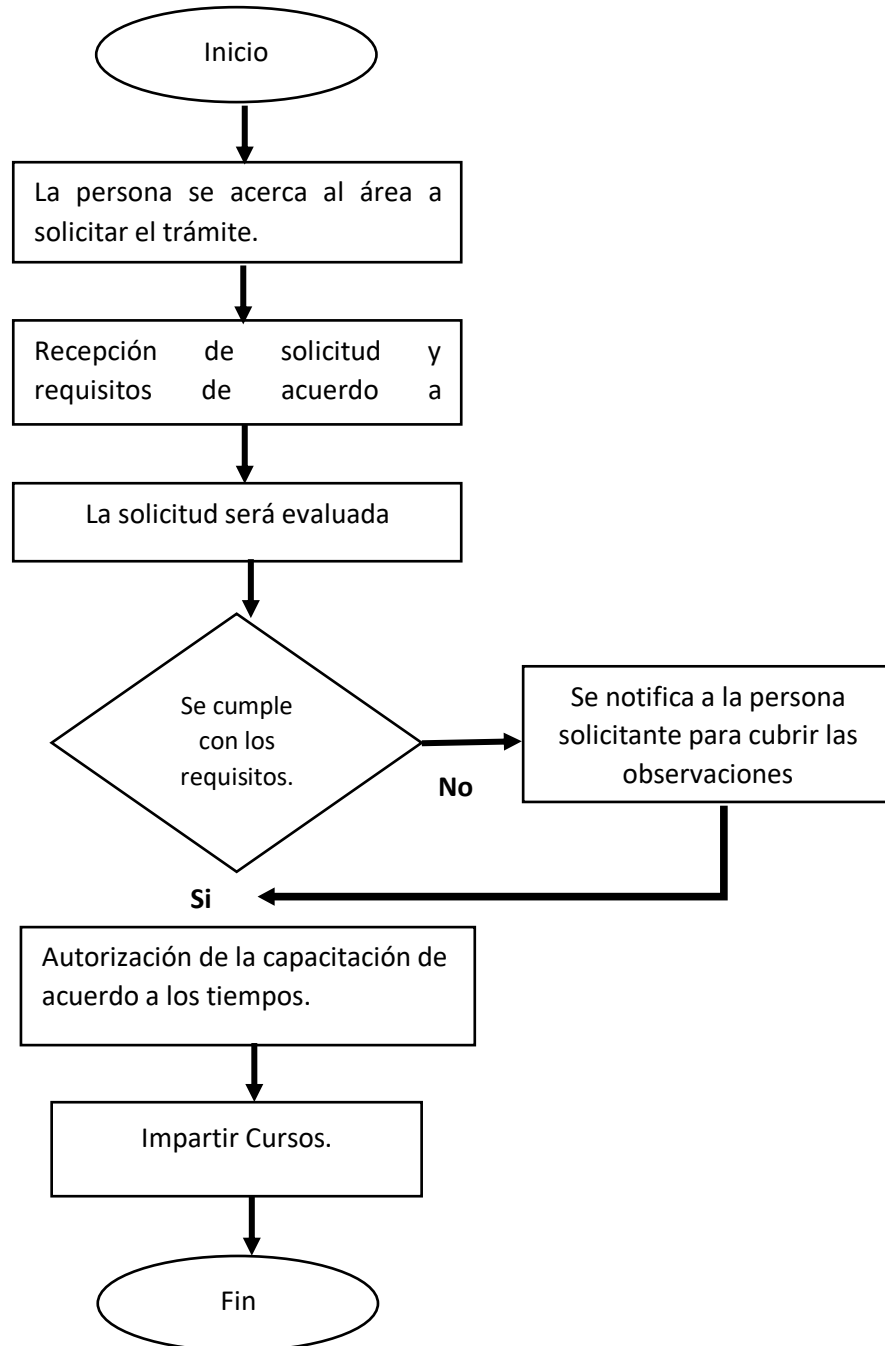 Inicio
La persona se acerca al área a
solicitar el trámite.
Recepción de solicitud y
requisitos de acuerdo a
La solicitud será evaluada
Se cumple
con los
requisitos.
No
Se notifica a la persona
solicitante para cubrir las
observaciones
Si
Autorización de la capacitación de
acuerdo a los tiempos.
Impartir Cursos.
Fin